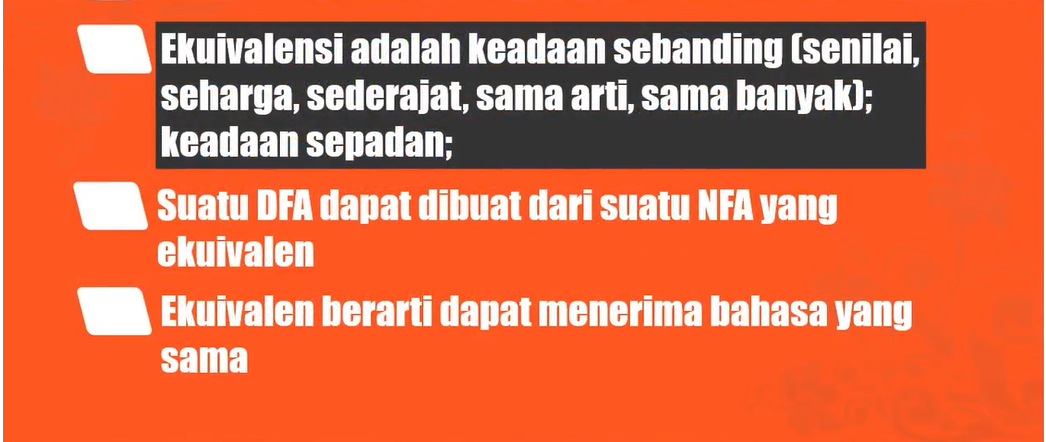 Ekuivalensi adalah keadaan sebanding (senilai,
seharga, sederajat, sama arti, sama banyak);
keadaan sepadan;
Suatu DFA dapat dibuat dari suatu NFA yang
ekuivalen
Ekuivalen berarti dapat menerima bahasa yang
sama